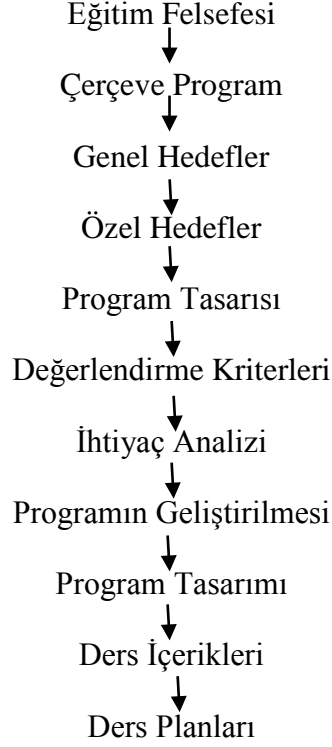 Eğitim Felsefesi
Çerçeve Program
Genel Hedefler
Özel Hedefler
Program Tasarısı
Değerlendirme Kriterleri
İhtiyaç Analizi
Programın Geliştirilmesi
Program Tasarımı
Ders İçerikleri
Ders Planları